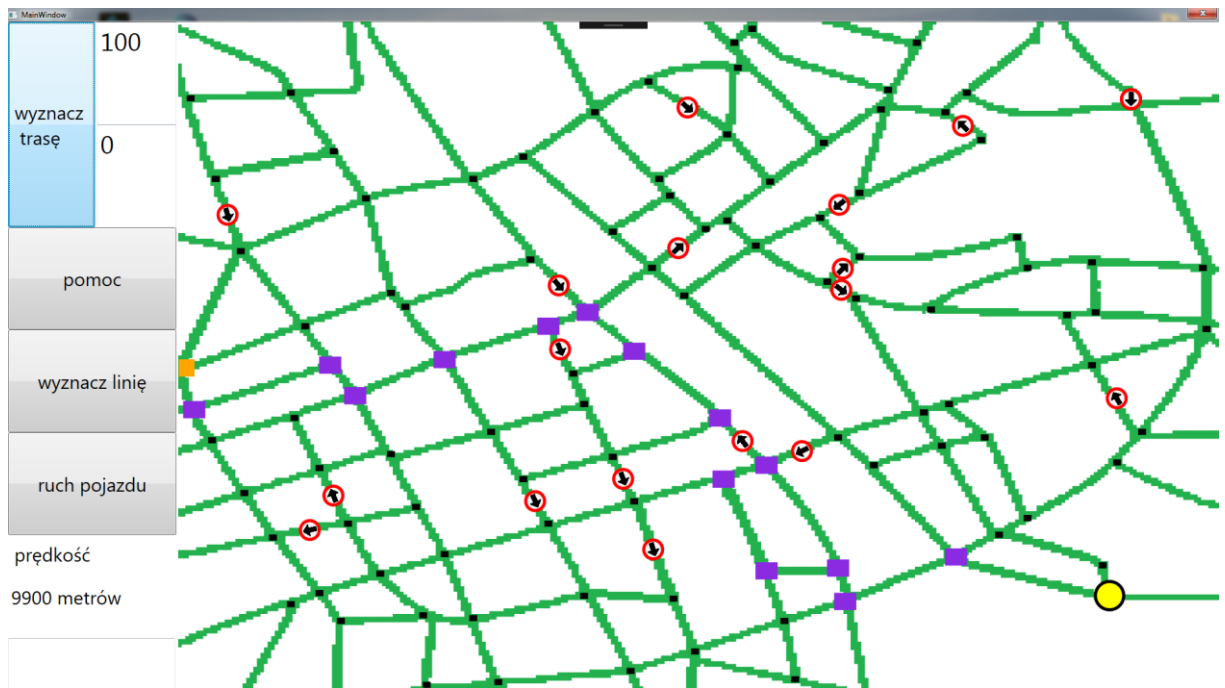 MainWindow
wyznacz
trasę
100
0
pomoc
wyznacz linię
ruch pojazdu
prędkość
9900 metrów